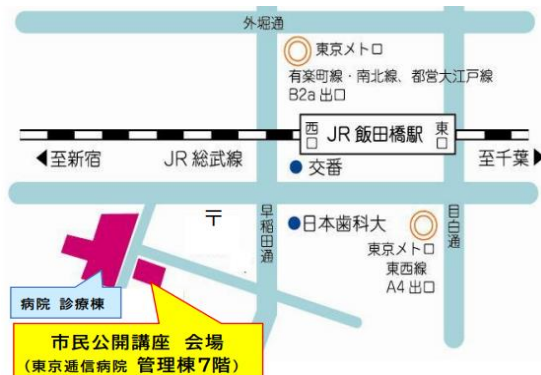 外堀通
東京メトロ
有楽町線・南北線、都営大江戸線
B2a 出口
西口
JR 飯田橋駅
東口
◀至新宿
JR 総武線
至千葉▶
交番
〒
早稲田通
日本歯科大
目白通
東京メトロ
東西線
A4 出口
病院 診療棟
市民公開講座 会場
(東京逓信病院 管理棟7階)